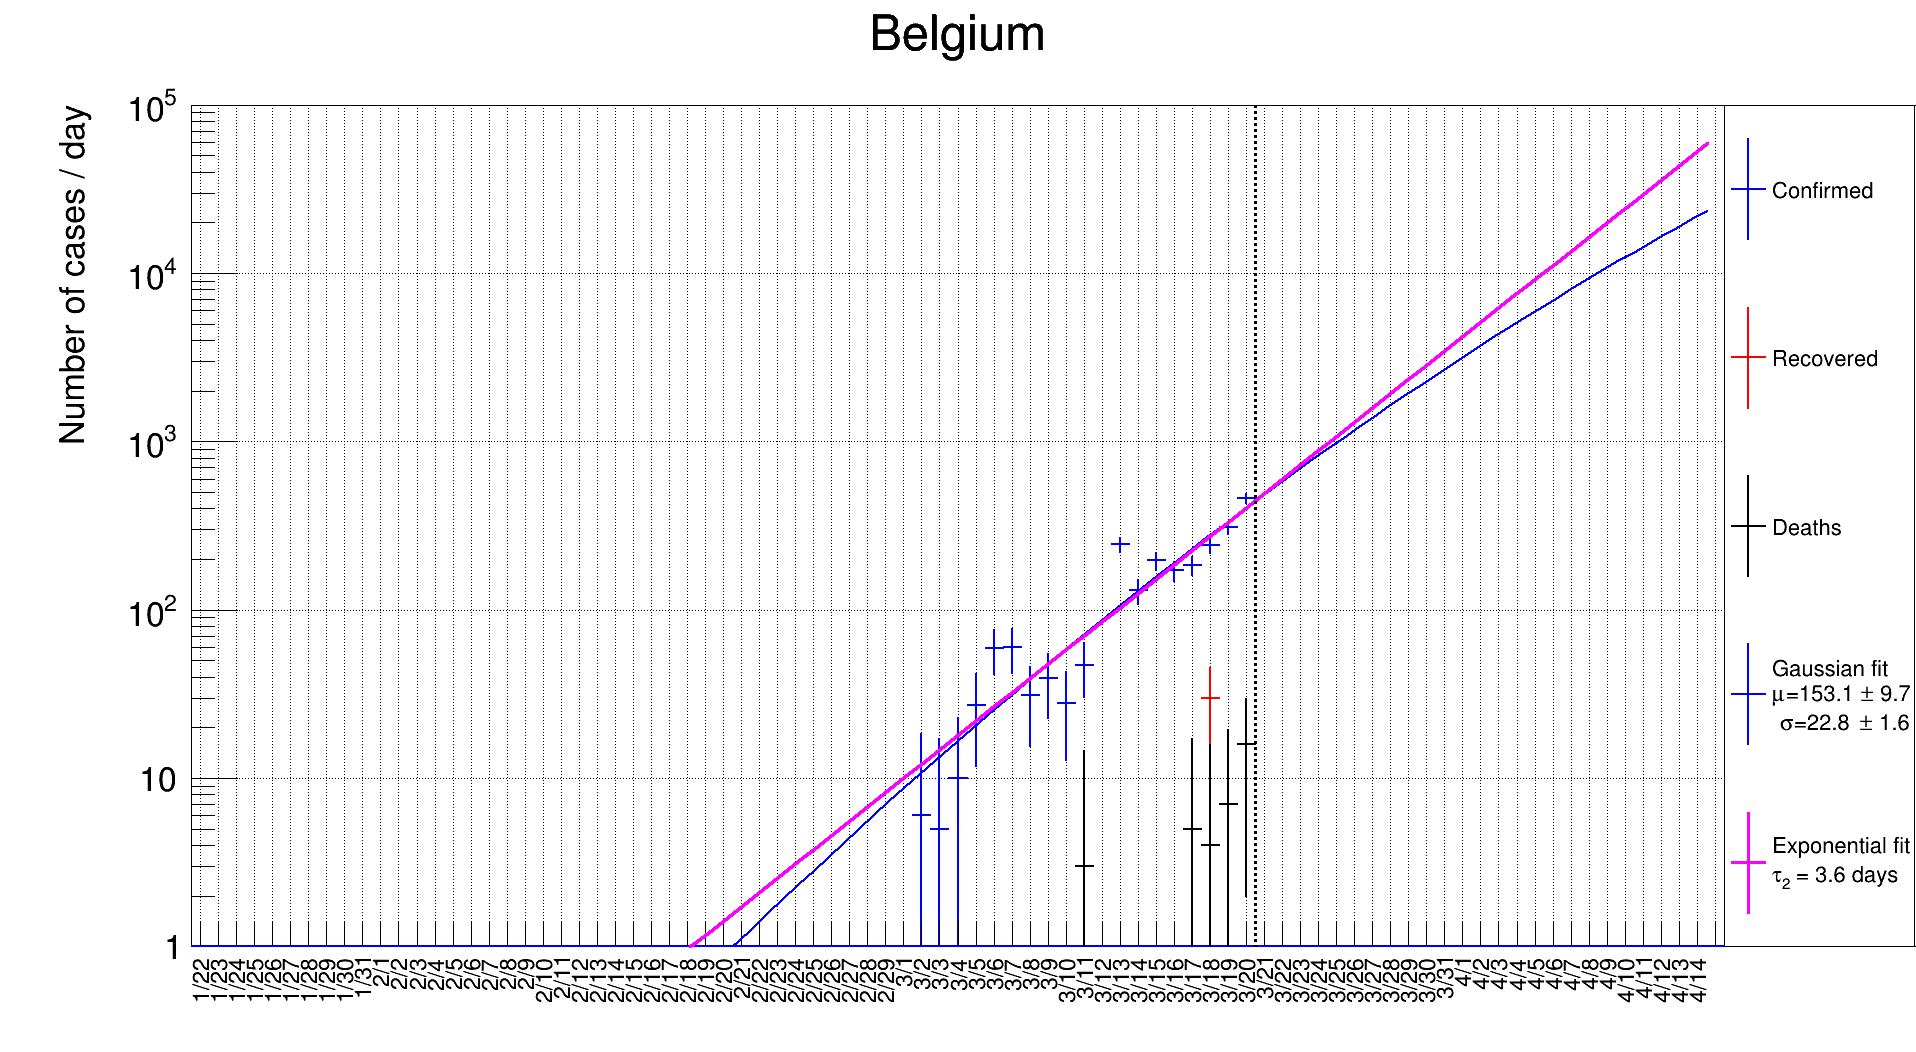 Belgium
Number of cases / day
10^5
10^4
10^3
10^2
10
1
1/22 1/23 1/24 1/25 1/26 1/27 1/28 1/29 1/30 1/31 2/1 2/2 2/3 2/4 2/5 2/6 2/7 2/8 2/9 2/10 2/11 2/12 2/13 2/14 2/15 2/16 2/17 2/18 2/19 2/20 2/21 2/22 2/23 2/24 2/25 2/26 2/27 2/28 2/29 3/1 3/2 3/3 3/4 3/5 3/6 3/7 3/8 3/9 3/10 3/11 3/12 3/13 3/14 3/15 3/16 3/17 3/18 3/19 3/20 3/21 3/22 3/23 3/24 3/25 3/26 3/27 3/28 3/29 3/30 3/31 4/1 4/2 4/3 4/4 4/5 4/6 4/7 4/8 4/9 4/10 4/11 4/12 4/13 4/14
Confirmed
Recovered
Deaths
Gaussian fit
μ=153.1 ± 9.7
σ=22.8 ± 1.6
Exponential fit
τ₂ = 3.6 days